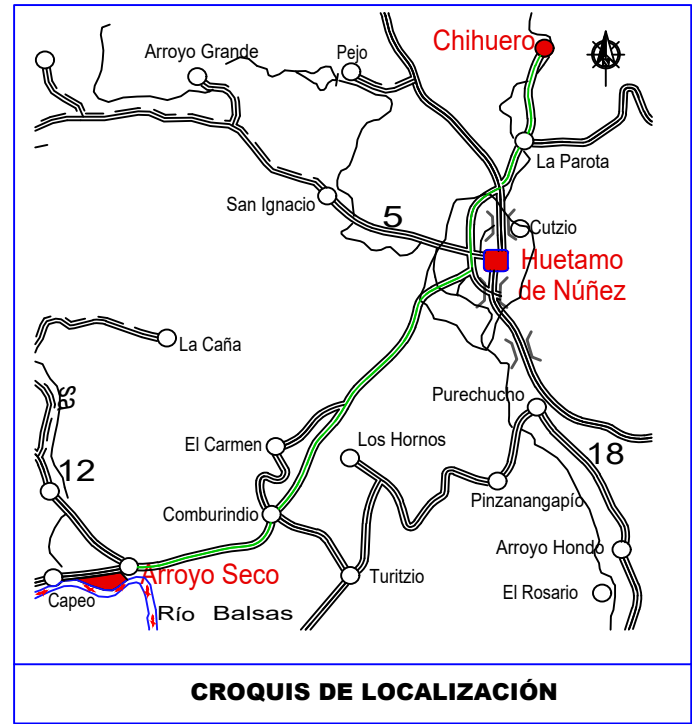 Chihuero
Arroyo Grande
Pejo
La Parota
San Ignacio
5
Cutzio
Huetamo
de Núñez
La Caña
as
Purechucho
El Carmen
Los Hornos
18
12
Pinzanangapío
Comburindio
Arroyo Hondo
Arroyo Seco
Turitzio
El Rosario
Capeo
Río Balsas
CROQUIS DE LOCALIZACIÓN